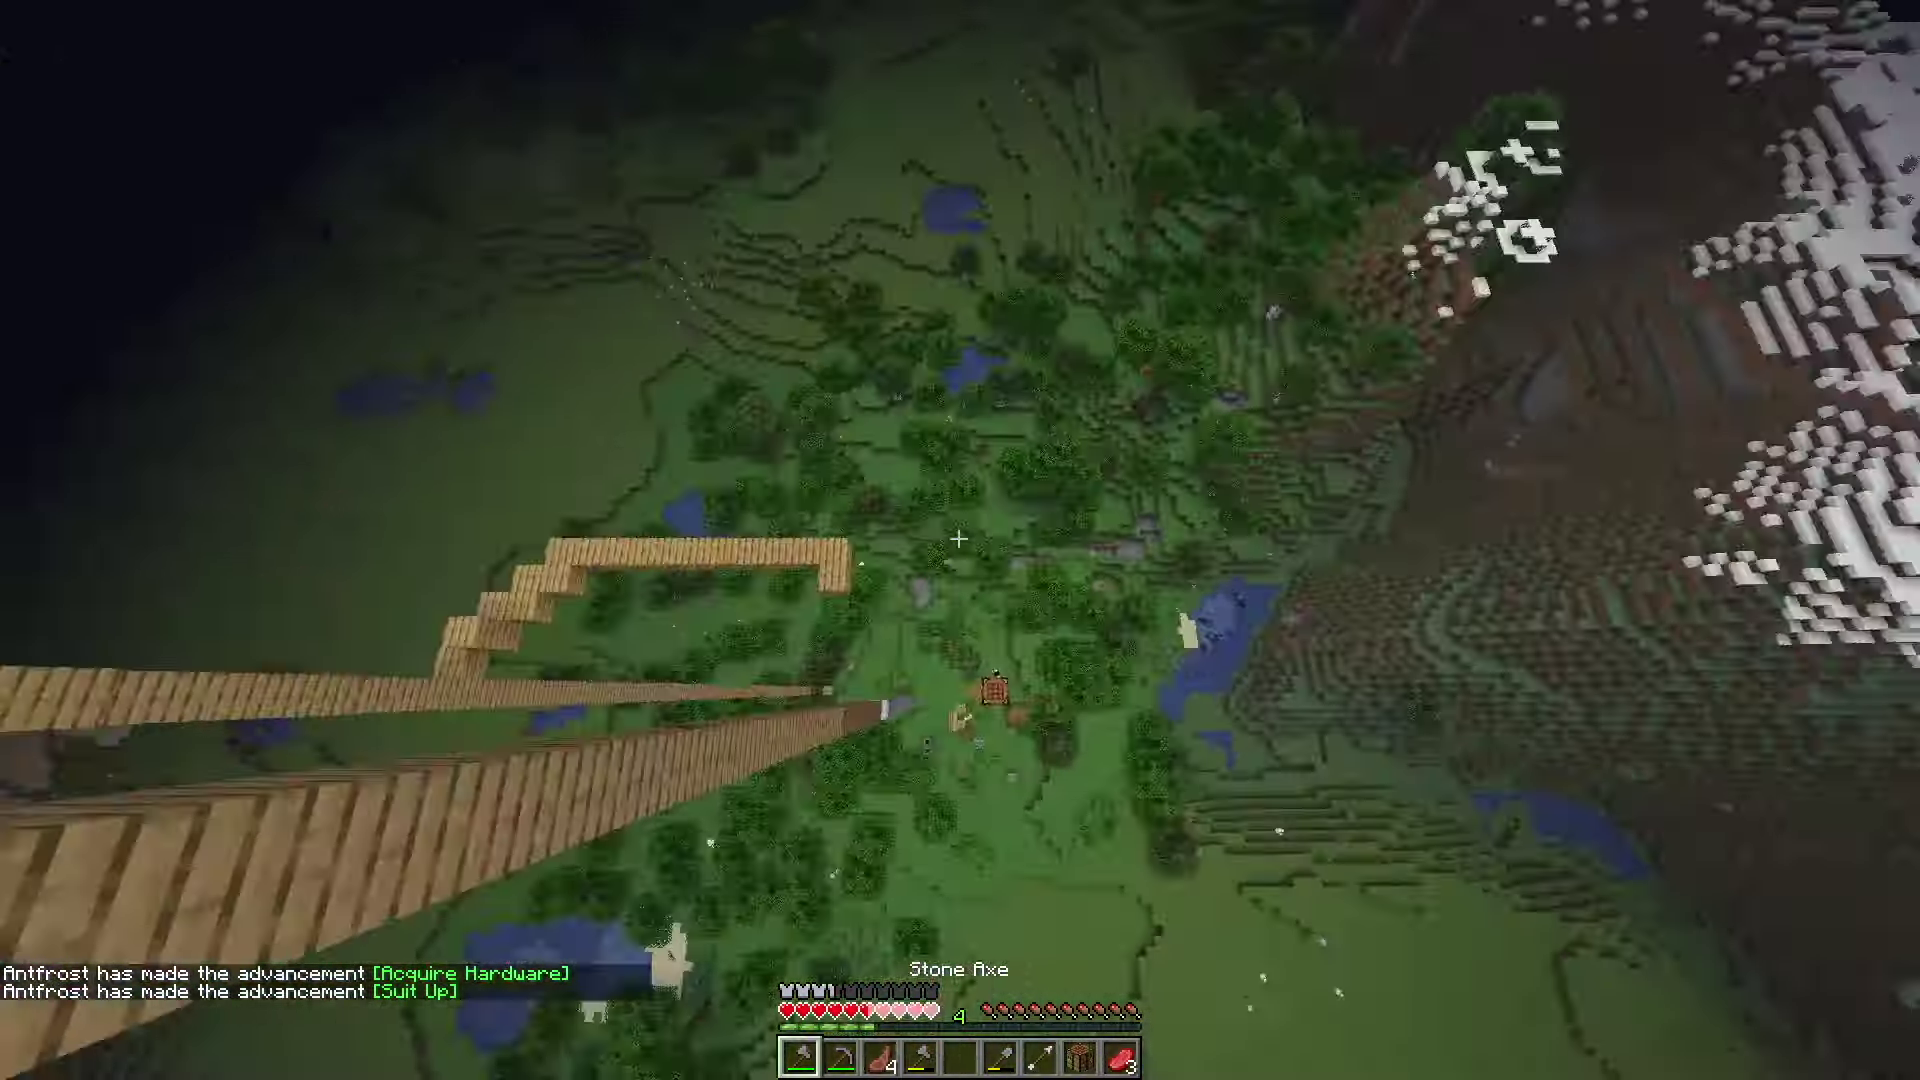 Antfrost has made the advancement [Acquire Hardware]
Antfrost has made the advancement [Suit Up]
Stone Axe
4
4
3